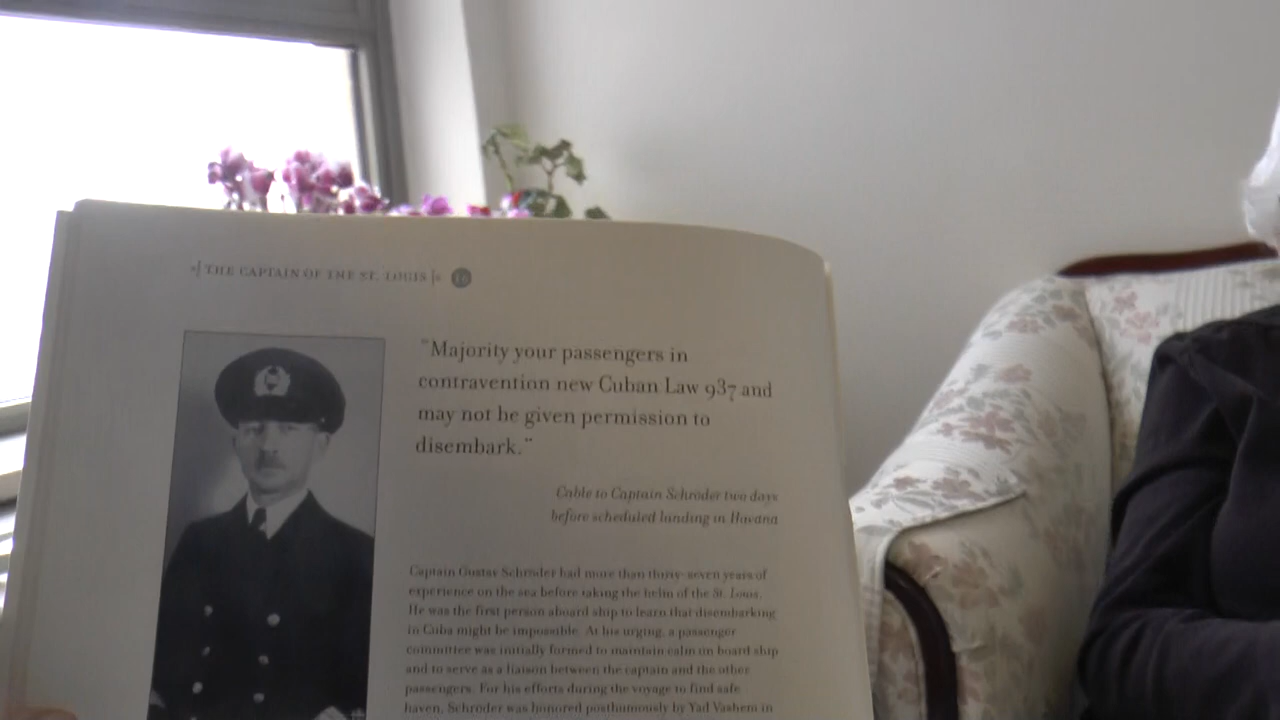 THE CAPTAIN OF THE ST. LOUIS
"Majority your passengers in
contravention new Cuban Law 937 and
may not be given permission to
disembark."
Cable to Captain Schröder two days
before scheduled landing in Havana
Captain Gustav Schröder had more than thirty-seven years of
experience on the sea before taking the helm of the St. Louis.
He was the first person aboard ship to learn that disembarking
in Cuba might be impossible. At his urging, a passenger
committee was initially formed to maintain calm on board ship
and to serve as a liaison between the captain and the other
passengers. For his efforts during the voyage to find safe
haven, Schröder was honored posthumously by Yad Vashem in